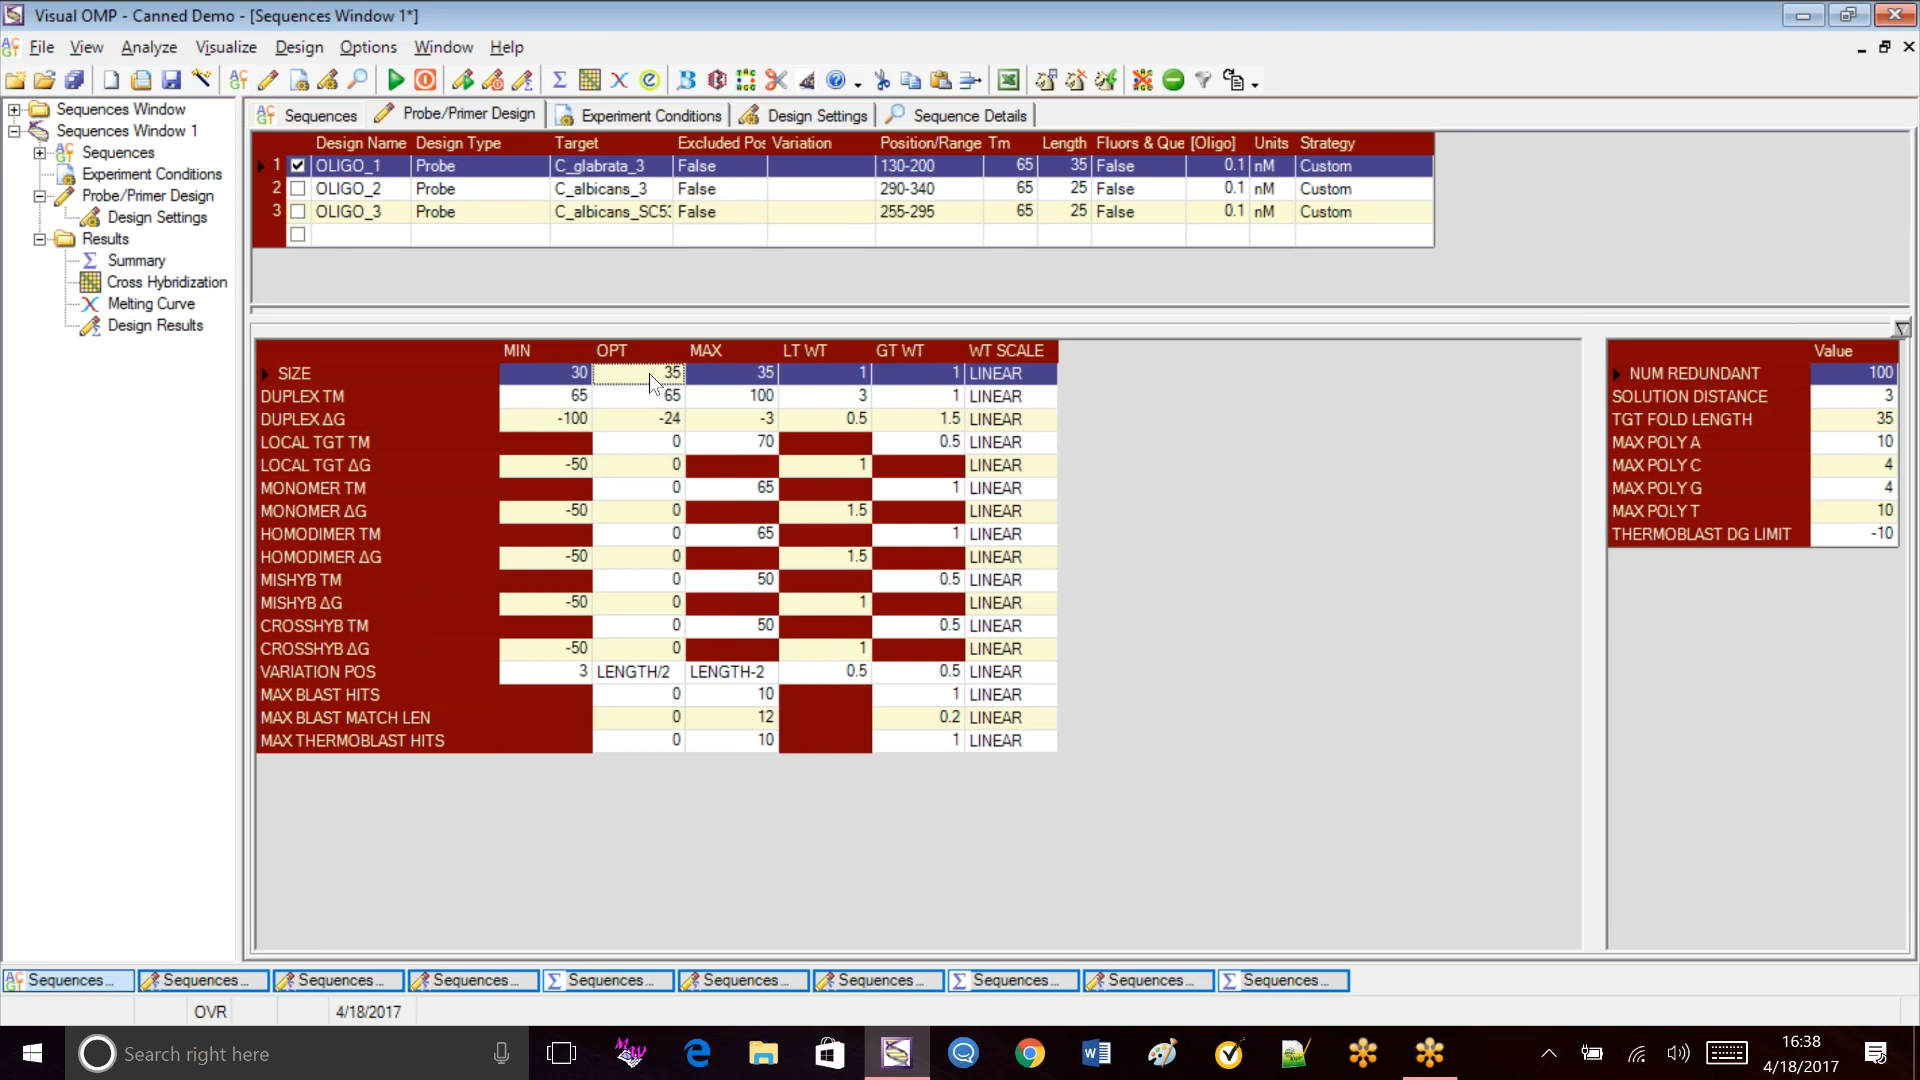 Visual OMP - Canned Demo - [Sequences Window 1*]
File View Analyze Visualize Design Options Window Help
Sequences Window
Sequences Window 1
Sequences
Experiment Conditions
Probe/Primer Design
Design Settings
Results
Summary
Cross Hybridization
Melting Curve
Design Results
Sequences Probe/Primer Design Experiment Conditions Design Settings Sequence Details
Design Name Design Type Target Excluded Pos Variation Position/Range Tm Length Fluors & Que [Oligo] Units Strategy
1 OLIGO_1 Probe C_glabrata_3 False 130-200 65 35 False 0.1 nM Custom
2 OLIGO_2 Probe C_albicans_3 False 290-340 65 25 False 0.1 nM Custom
3 OLIGO_3 Probe C_albicans_SC53 False 255-295 65 25 False 0.1 nM Custom
MIN OPT MAX LT WT GT WT WT SCALE
SIZE 30 35 35 1 1 LINEAR
DUPLEX TM 65 65 100 3 1 LINEAR
DUPLEX ΔG -100 -24 -3 0.5 1.5 LINEAR
LOCAL TGT TM 0 70 0.5 LINEAR
LOCAL TGT ΔG -50 0 1 LINEAR
MONOMER TM 0 65 1 LINEAR
MONOMER ΔG -50 0 1.5 LINEAR
HOMODIMER TM 0 65 1 LINEAR
HOMODIMER ΔG -50 0 1.5 LINEAR
MISHYB TM 0 50 0.5 LINEAR
MISHYB ΔG -50 0 1 LINEAR
CROSSHYB TM 0 50 0.5 LINEAR
CROSSHYB ΔG -50 0 1 LINEAR
VARIATION POS 3 LENGTH/2 LENGTH-2 0.5 0.5 LINEAR
MAX BLAST HITS 0 10 1 LINEAR
MAX BLAST MATCH LEN 0 12 0.2 LINEAR
MAX THERMOBLAST HITS 0 10 1 LINEAR
Value
NUM REDUNDANT 100
SOLUTION DISTANCE 3
TGT FOLD LENGTH 35
MAX POLY A 10
MAX POLY C 4
MAX POLY G 4
MAX POLY T 10
THERMOBLAST DG LIMIT -10
Sequences... Sequences... Sequences... Sequences... Sequences... Sequences... Sequences... Sequences... Sequences... Sequences...
OVR 4/18/2017
Search right here
16:38
4/18/2017